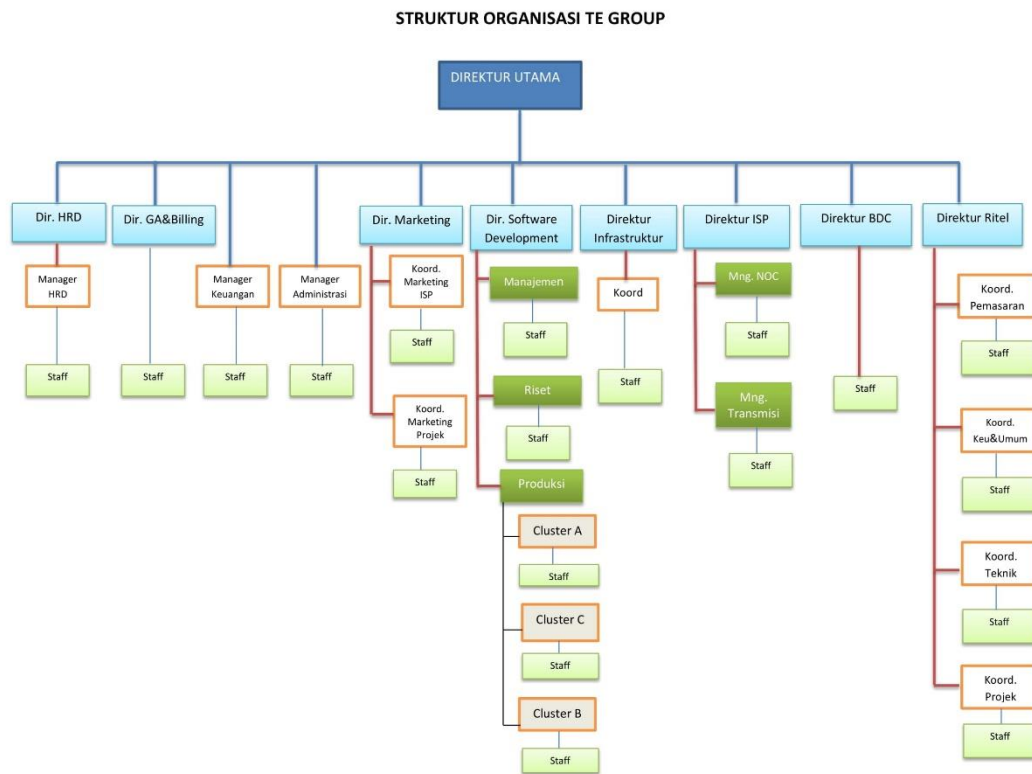 STRUKTUR ORGANISASI TE GROUP
DIREKTUR UTAMA
Dir. HRD
Manager
HRD
Staff
Dir. GA&Billing
Staff
Manager
Keuangan
Staff
Manager
Administrasi
Staff
Dir. Marketing
Koord.
Marketing
ISP
Staff
Koord.
Marketing
Projek
Staff
Dir. Software
Development
Manajemen
Staff
Riset
Staff
Produksi
Cluster A
Staff
Cluster C
Staff
Cluster B
Staff
Direktur
Infrastruktur
Koord
Staff
Direktur ISP
Mng. NOC
Staff
Mng.
Transmisi
Staff
Direktur BDC
Staff
Direktur Ritel
Koord.
Pemasaran
Staff
Koord.
Keu&Umum
Staff
Koord.
Teknik
Staff
Koord.
Projek
Staff